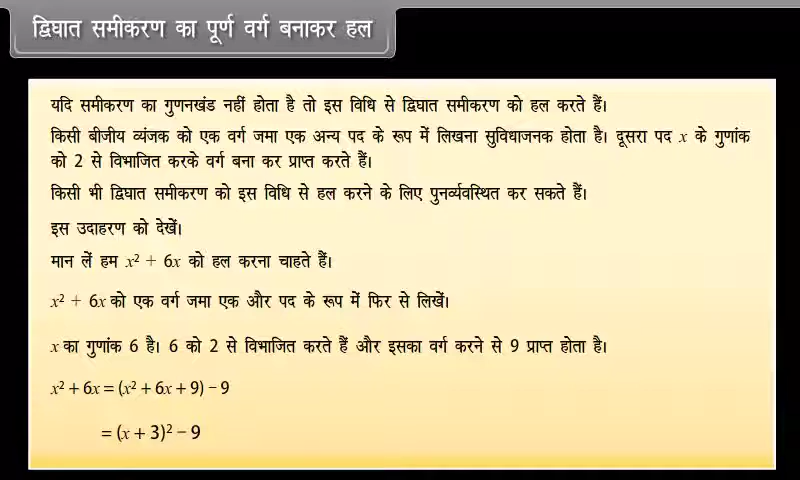 द्विघात समीकरण का पूर्ण वर्ग बनाकर हल
यदि समीकरण का गुणनखंड नहीं होता है तो इस विधि से द्विघात समीकरण को हल करते हैं।
किसी बीजीय व्यंजक को एक वर्ग जमा एक अन्य पद के रूप में लिखना सुविधाजनक होता है। दूसरा पद x के गुणांक
को 2 से विभाजित करके वर्ग बना कर प्राप्त करते हैं।
किसी भी द्विघात समीकरण को इस विधि से हल करने के लिए पुनर्व्यवस्थित कर सकते हैं।
इस उदाहरण को देखें।
मान लें हम x² + 6x को हल करना चाहते हैं।
x² + 6x को एक वर्ग जमा एक और पद के रूप में फिर से लिखें।
x का गुणांक 6 है। 6 को 2 से विभाजित करते हैं और इसका वर्ग करने से 9 प्राप्त होता है।
x² + 6x = (x² + 6x + 9) − 9
= (x + 3)² − 9